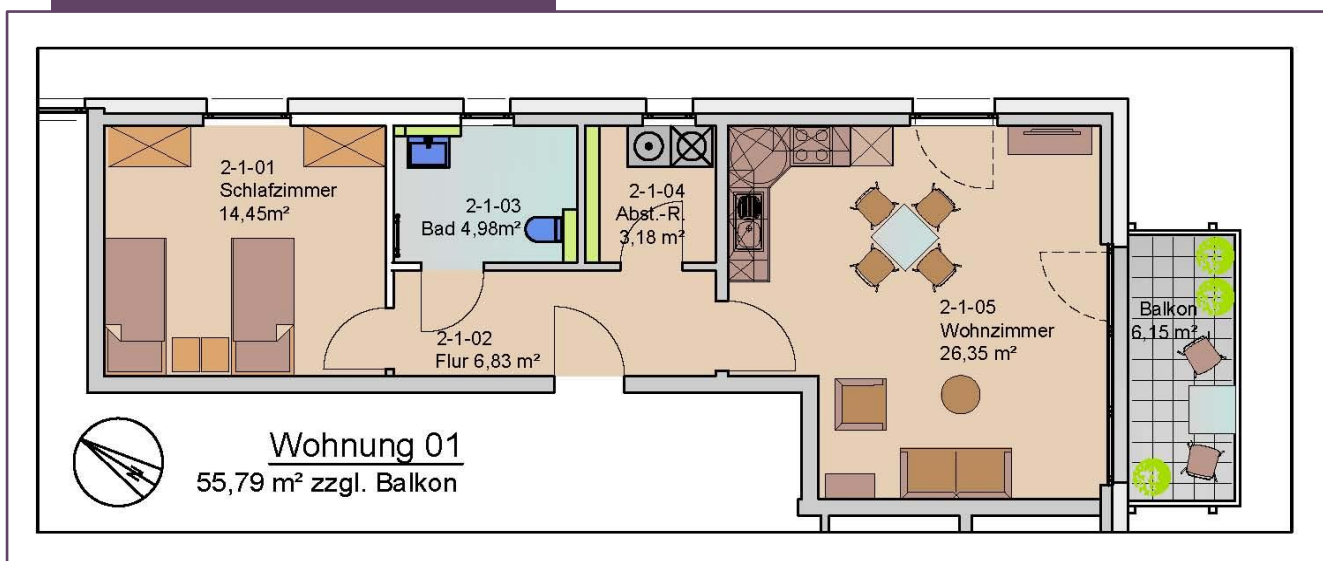 2-1-01
Schlafzimmer
14,45m²
2-1-03
Bad 4,98m²
2-1-04
Abst.-R.
3,18 m²
2-1-02
Flur 6,83 m²
2-1-05
Wohnzimmer
26,35 m²
Balkon
6,15 m²
N
Wohnung 01
55,79 m² zzgl. Balkon